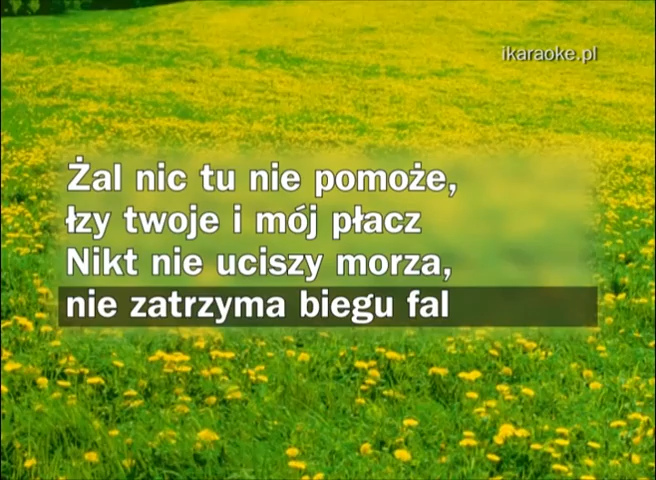 ikaraoke.pl
Żal nic tu nie pomoże,
łzy twoje i mój płacz
Nikt nie uciszy morza,
nie zatrzyma biegu fal